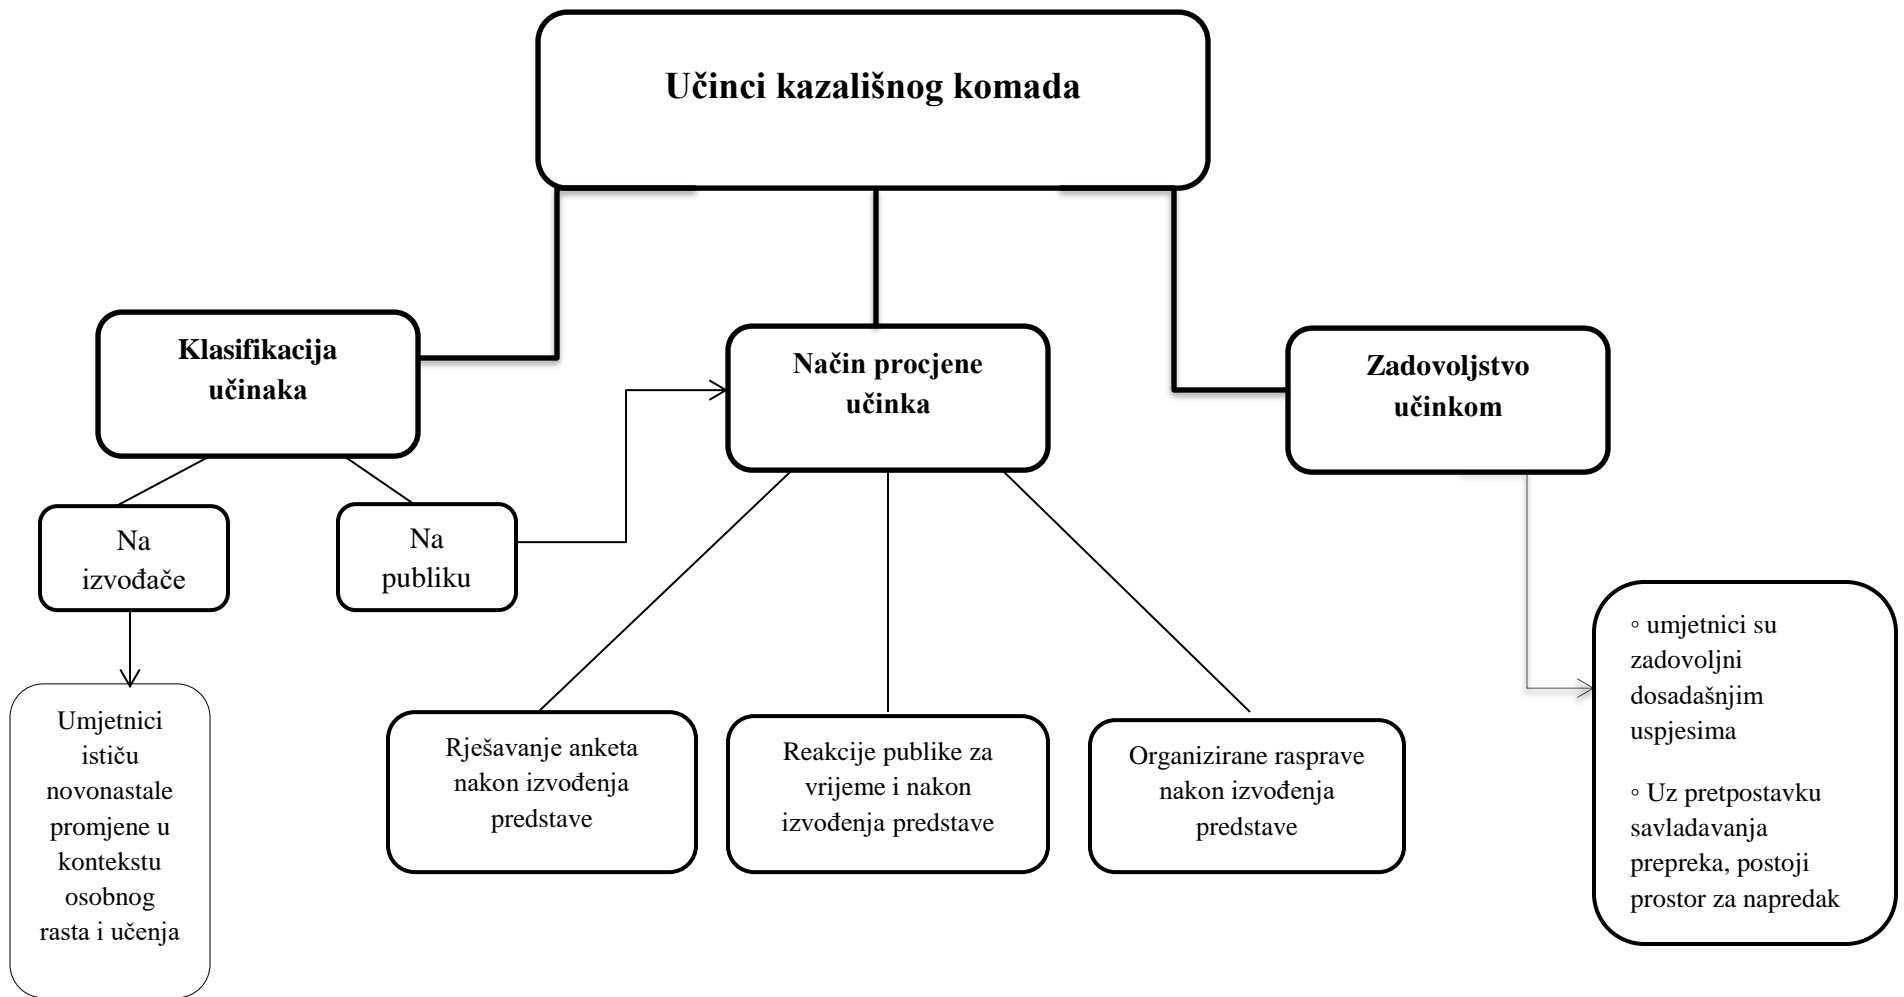 Učinci kazališnog komada
Klasifikacija
učinaka
Način procjene
učinka
Zadovoljstvo
učinkom
Na
izvođače
Na
publiku
Umjetnici
ističu
novonastale
promjene u
kontekstu
osobnog
rasta i učenja
Rješavanje anketa
nakon izvođenja
predstave
Reakcije publike za
vrijeme i nakon
izvođenja predstave
Organizirane rasprave
nakon izvođenja
predstave
◦ umjetnici su
zadovoljni
dosadašnjim
uspjesima
◦ Uz pretpostavku
savladavanja
prepreka, postoji
prostor za napredak